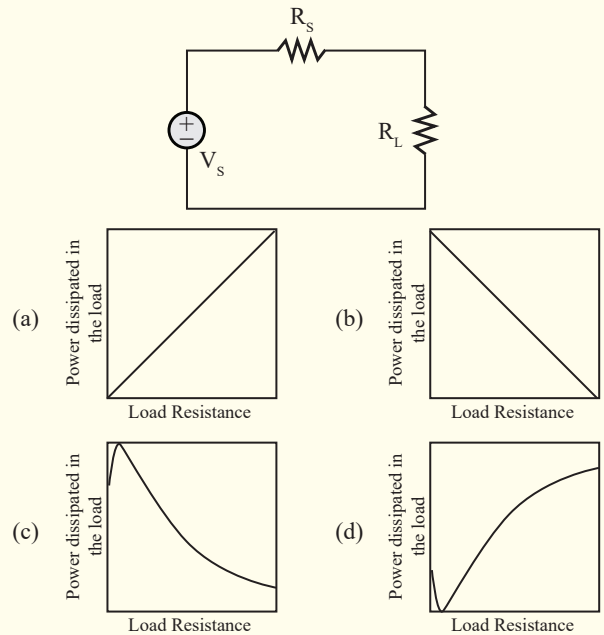 R_S
+
−
V_S
R_L
(a)
Power dissipated in
the load
Load Resistance
(b)
Power dissipated in
the load
Load Resistance
(c)
Power dissipated in
the load
Load Resistance
(d)
Power dissipated in
the load
Load Resistance